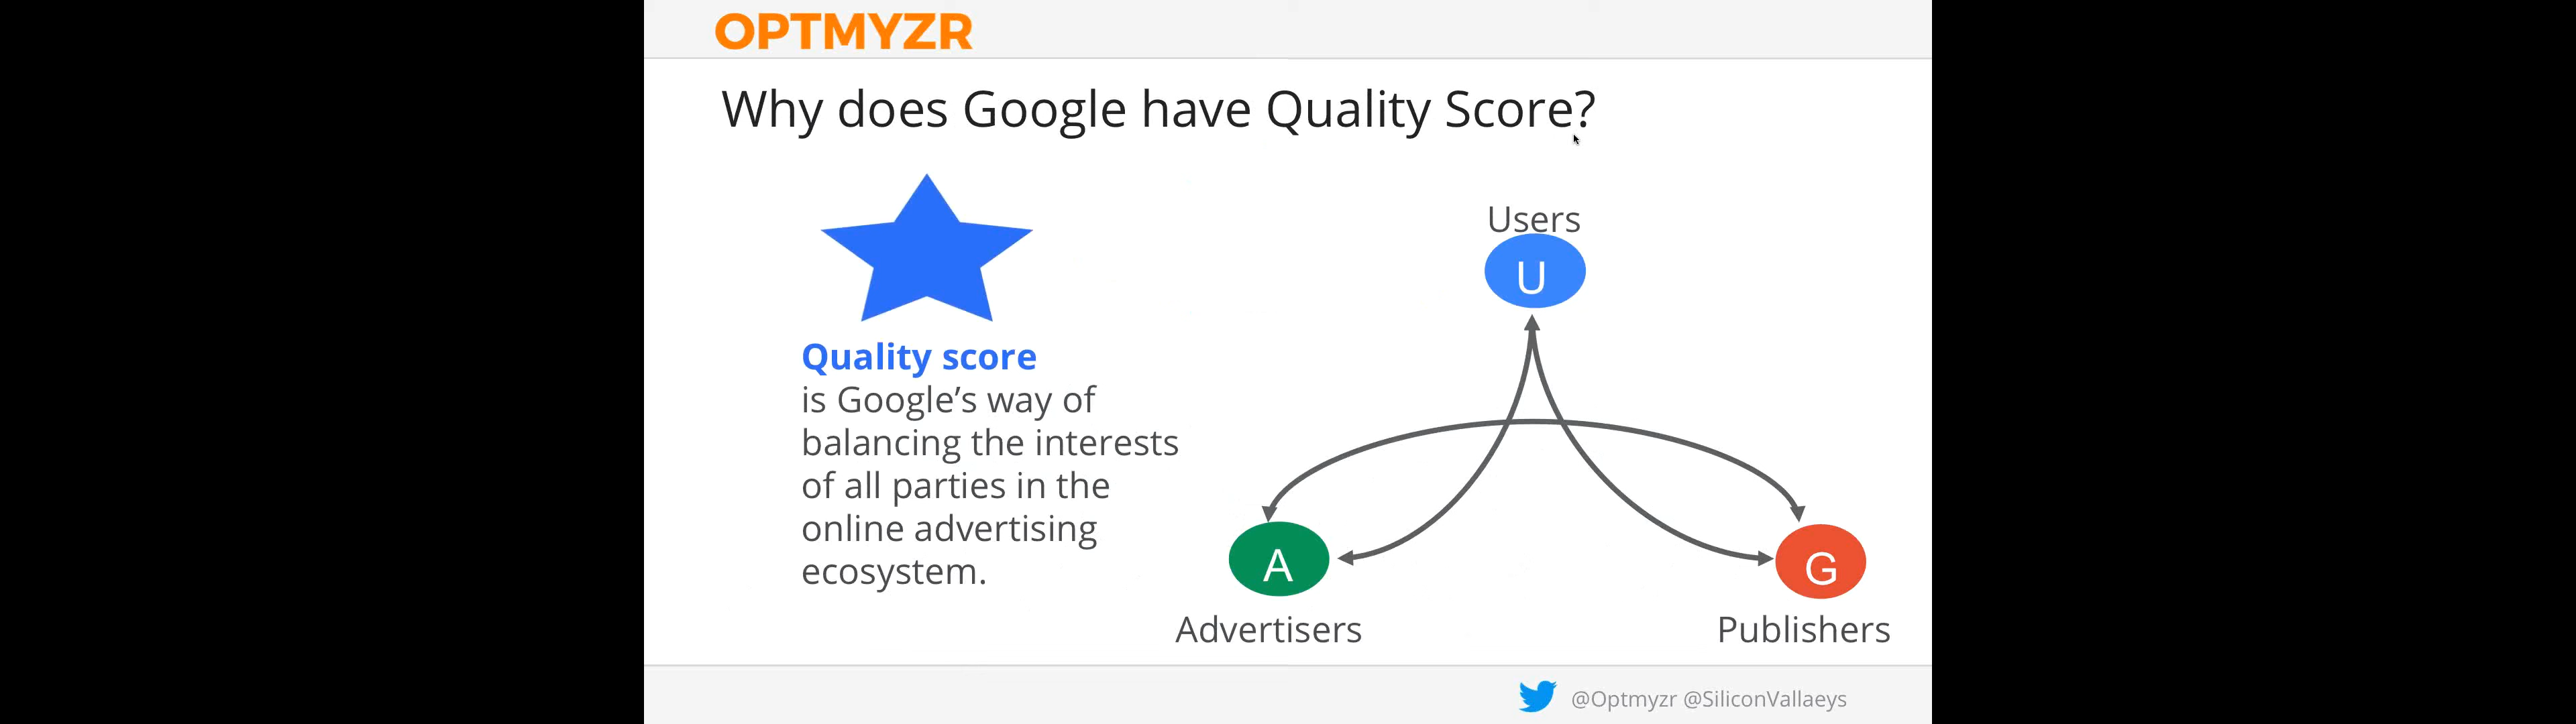 OPTMYZR
Why does Google have Quality Score?
Quality score
is Google’s way of
balancing the interests
of all parties in the
online advertising
ecosystem.
Users
U
A
G
Advertisers
Publishers
@Optmyzr @SiliconVallaeys